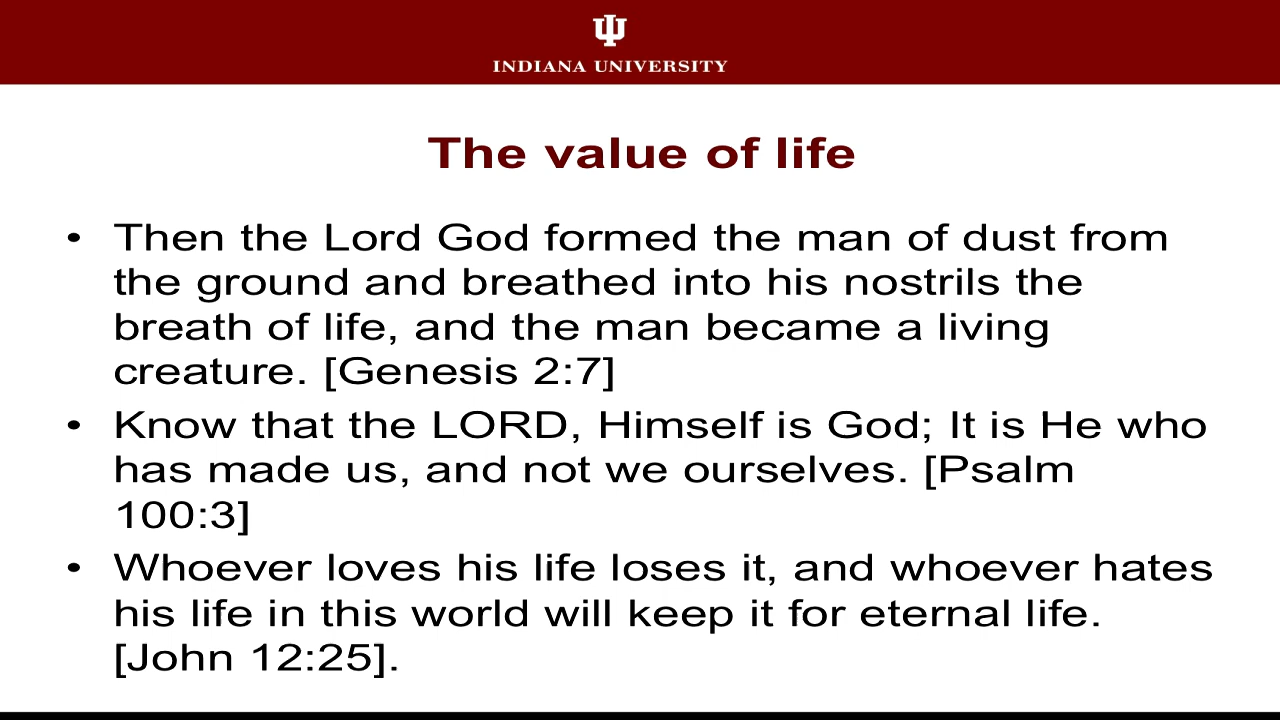 INDIANA UNIVERSITY
The value of life
• Then the Lord God formed the man of dust from
the ground and breathed into his nostrils the
breath of life, and the man became a living
creature. [Genesis 2:7]
• Know that the LORD, Himself is God; It is He who
has made us, and not we ourselves. [Psalm
100:3]
• Whoever loves his life loses it, and whoever hates
his life in this world will keep it for eternal life.
[John 12:25].